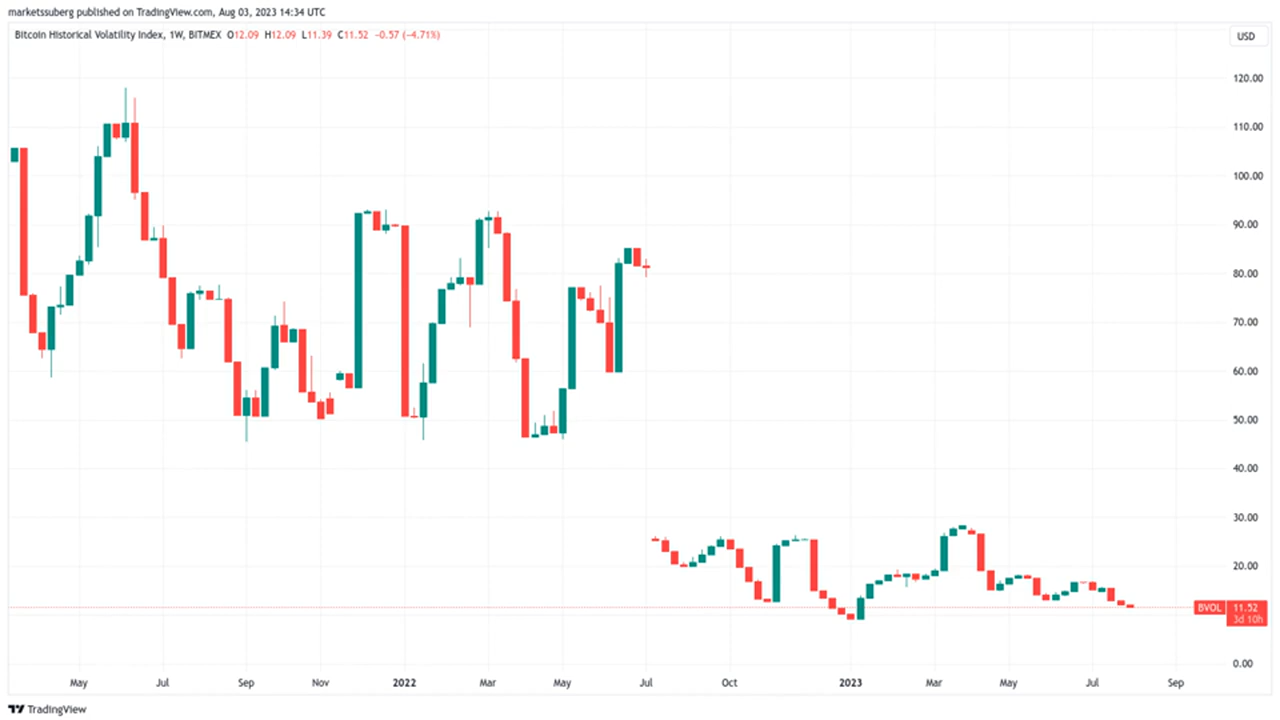 marketssuberg published on TradingView.com, Aug 03, 2023 14:34 UTC
Bitcoin Historical Volatility Index, 1W, BITMEX O12.09 H12.09 L11.39 C11.52 -0.57 (-4.71%)
USD
120.00
110.00
100.00
90.00
80.00
70.00
60.00
50.00
40.00
30.00
20.00
BVOL 11.52
3d 10h
0.00
May Jul Sep Nov 2022 Mar May Jul Oct 2023 Mar May Jul Sep
TradingView